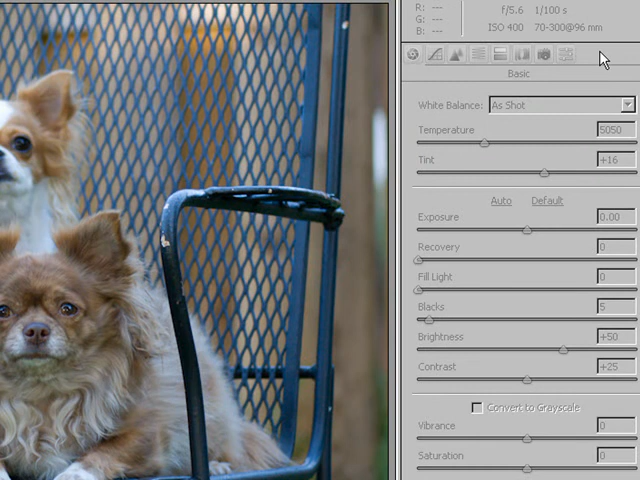 R: ---
G: ---
B: ---
f/5.6 1/100 s
ISO 400 70-300@96 mm
Basic
White Balance: As Shot
Temperature 5050
Tint +16
Auto Default
Exposure 0.00
Recovery 0
Fill Light 0
Blacks 5
Brightness +50
Contrast +25
Convert to Grayscale
Vibrance 0
Saturation 0